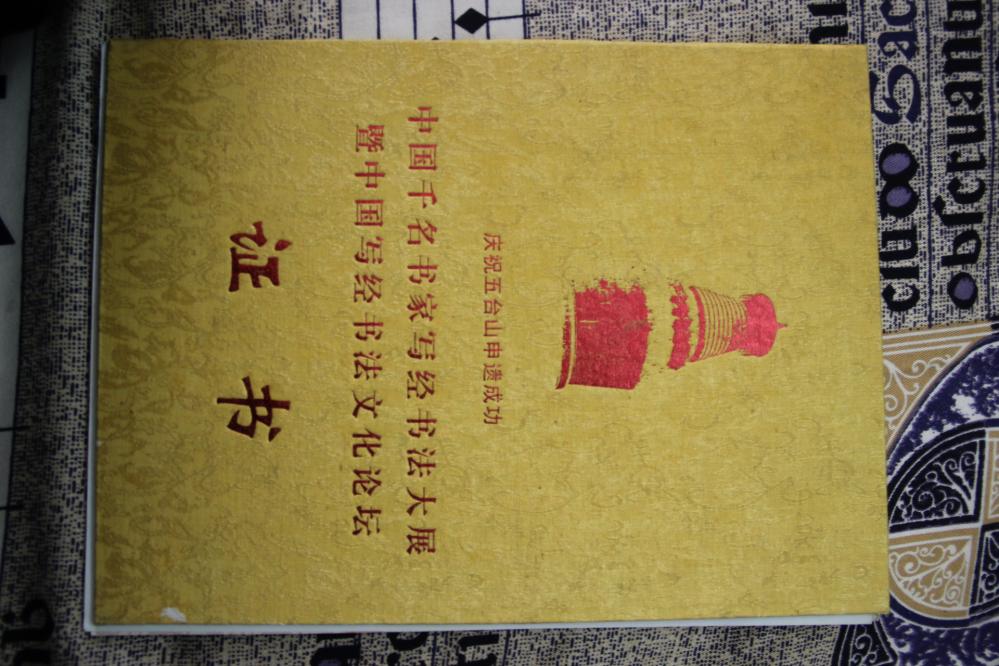 庆祝五台山申遗成功
中国千名书家写经书法大展
暨中国写经书法文化论坛
证书